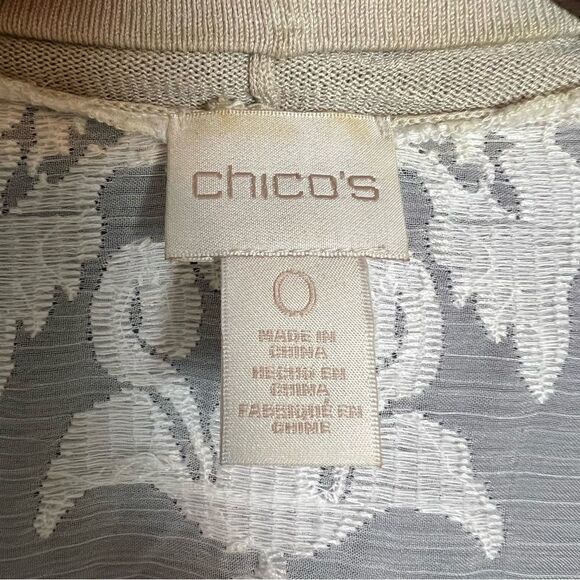 chico's
0
MADE IN
CHINA
HECHO EN
CHINA
FABRIQUÉ EN
CHINE